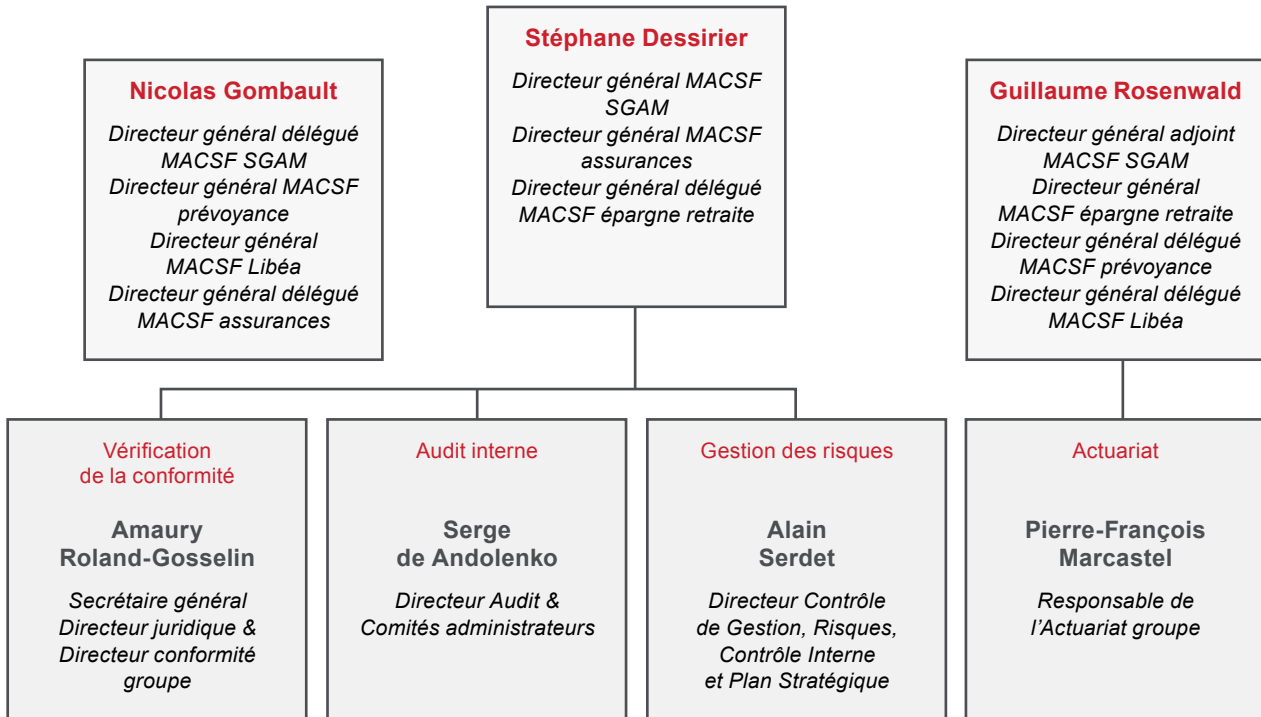 Nicolas Gombault
Directeur général délégué
MACSF SGAM
Directeur général MACSF
prévoyance
Directeur général
MACSF Libéa
Directeur général délégué
MACSF assurances
Stéphane Dessirier
Directeur général MACSF
SGAM
Directeur général MACSF
assurances
Directeur général délégué
MACSF épargne retraite
Guillaume Rosenwald
Directeur général adjoint
MACSF SGAM
Directeur général
MACSF épargne retraite
Directeur général délégué
MACSF prévoyance
Directeur général délégué
MACSF Libéa
Vérification
de la conformité
Amaury
Roland-Gosselin
Secrétaire général
Directeur juridique &
Directeur conformité
groupe
Audit interne
Serge
de Andolenko
Directeur Audit &
Comités administrateurs
Gestion des risques
Alain
Serdet
Directeur Contrôle
de Gestion, Risques,
Contrôle Interne
et Plan Stratégique
Actuariat
Pierre-François
Marcastel
Responsable de
l’Actuariat groupe